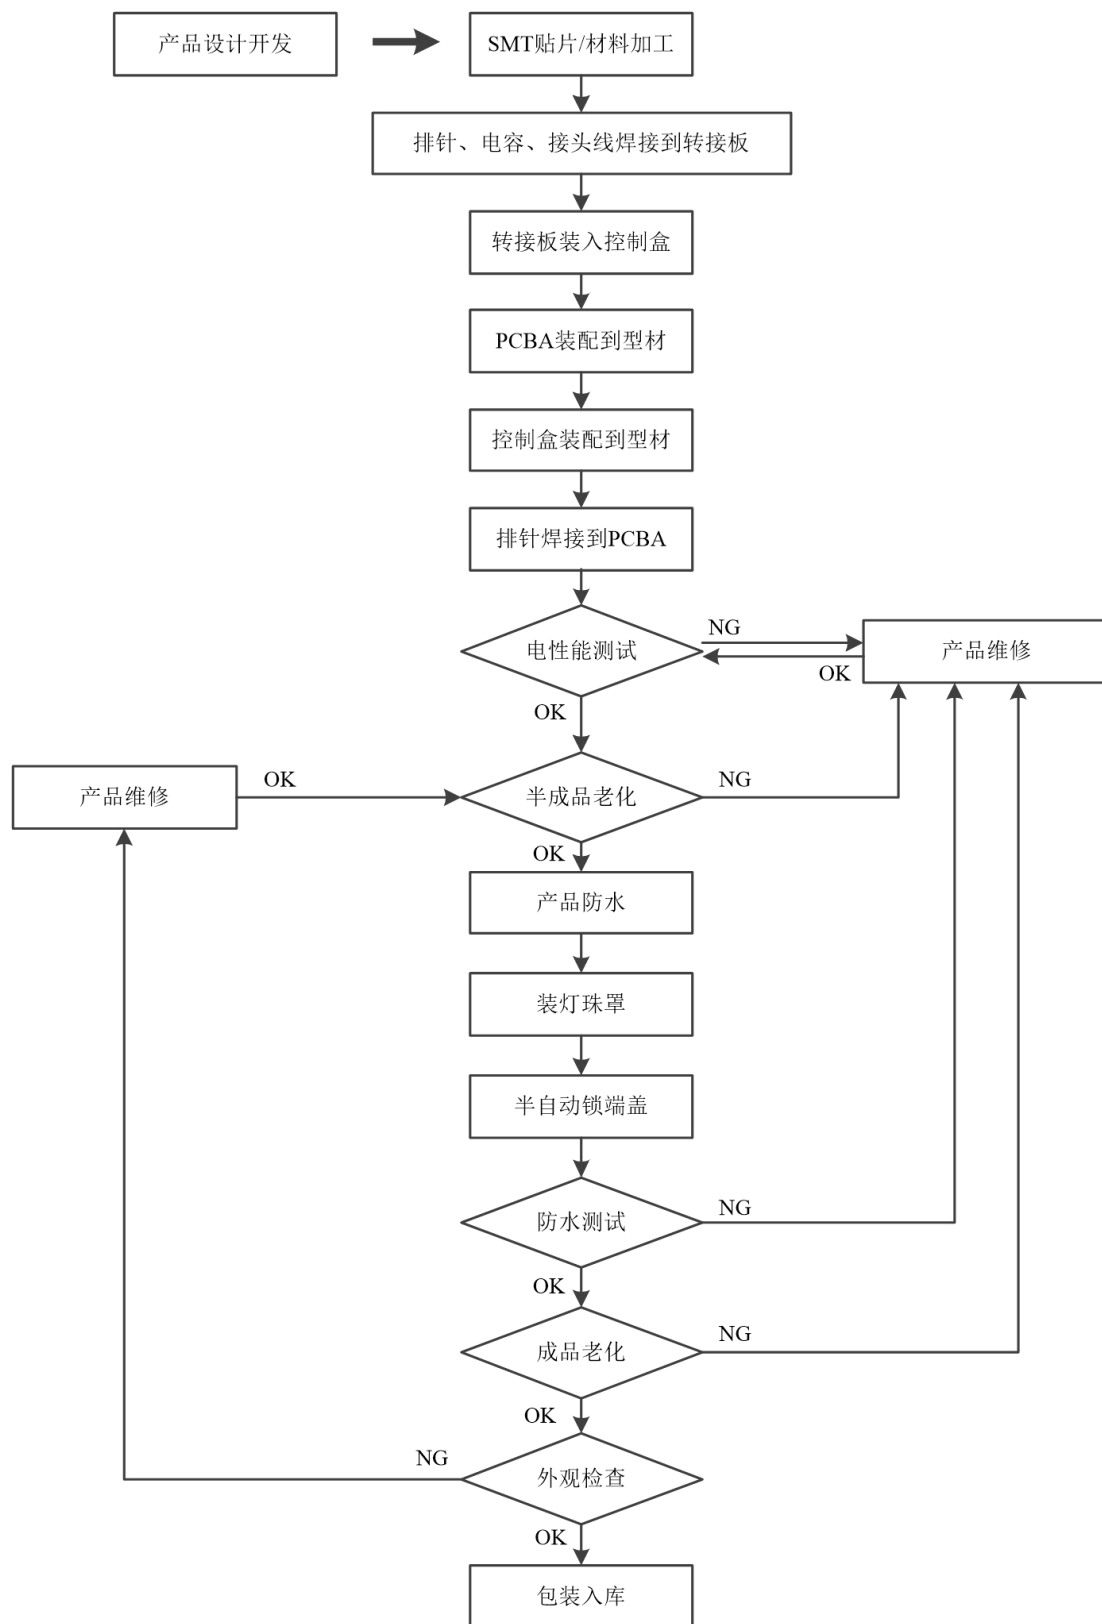 产品设计开发
SMT贴片/材料加工
排针、电容、接头线焊接到转接板
转接板装入控制盒
PCBA装配到型材
控制盒装配到型材
排针焊接到PCBA
电性能测试
NG
OK
产品维修
OK
产品维修
OK
半成品老化
NG
OK
产品防水
装灯珠罩
半自动锁端盖
防水测试
NG
OK
成品老化
NG
OK
NG
外观检查
OK
包装入库